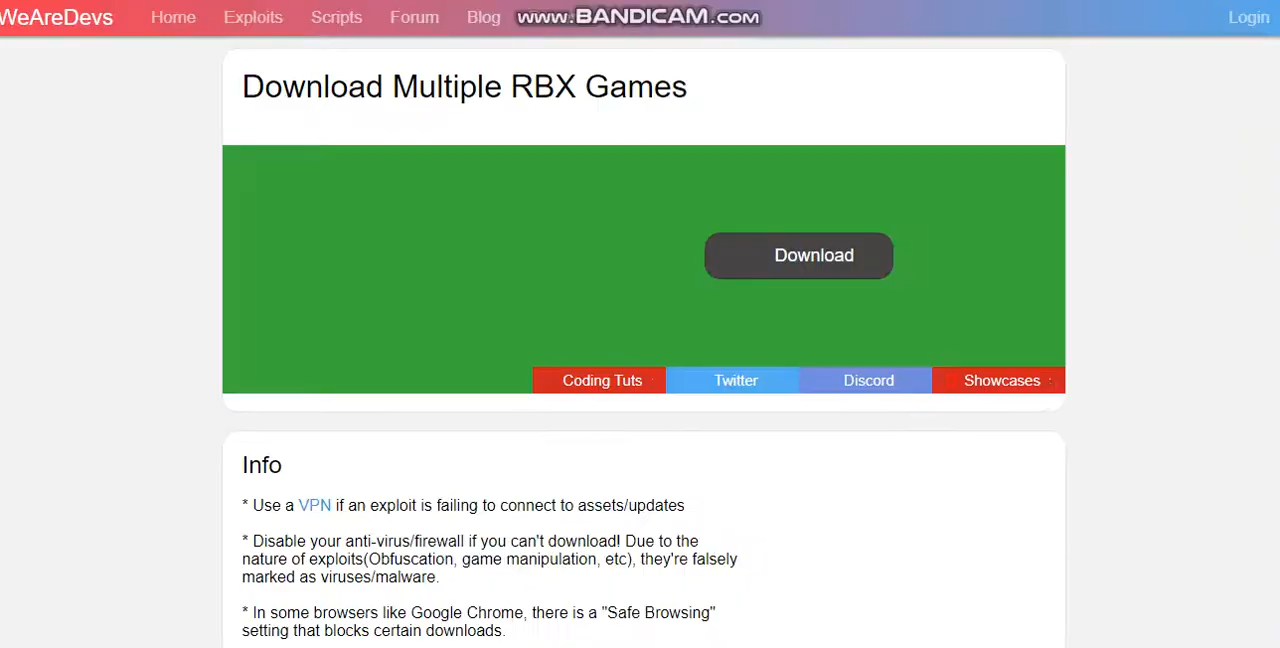 WeAreDevs Home Exploits Scripts Forum Blog www.BANDICAM.com Login
Download Multiple RBX Games
Download
Coding Tuts Twitter Discord Showcases
Info
* Use a VPN if an exploit is failing to connect to assets/updates
* Disable your anti-virus/firewall if you can't download! Due to the
nature of exploits(Obfuscation, game manipulation, etc), they're falsely
marked as viruses/malware.
* In some browsers like Google Chrome, there is a "Safe Browsing"
setting that blocks certain downloads.